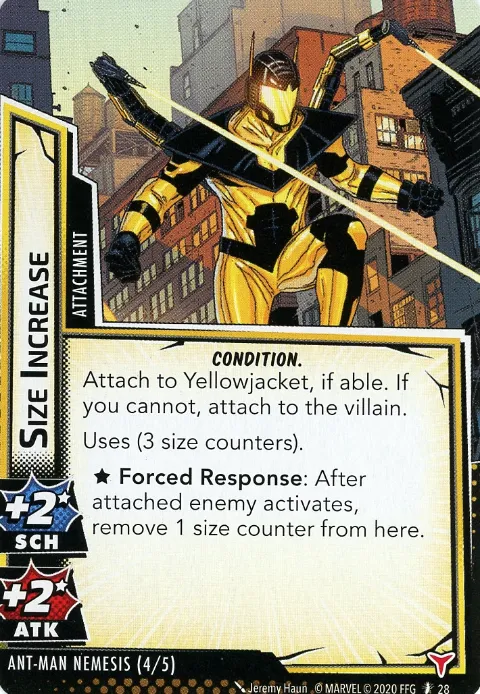 SIZE INCREASE
ATTACHMENT
CONDITION.
Attach to Yellowjacket, if able. If
you cannot, attach to the villain.
Uses (3 size counters).
★ Forced Response: After
attached enemy activates,
remove 1 size counter from here.
+2★
SCH
+2★
ATK
ANT-MAN NEMESIS (4/5)
Jeremy Haun © MARVEL © 2020 FFG 28